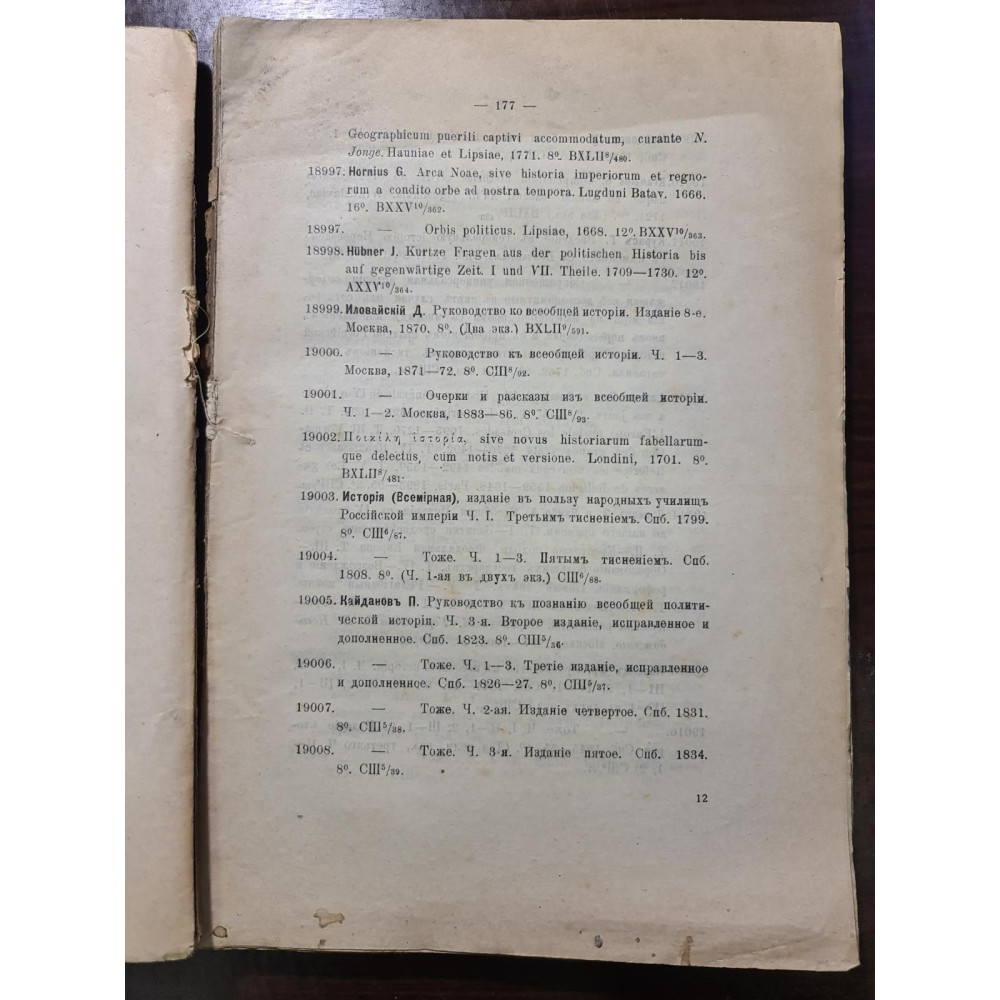 — 177 —
Geographicum puerili captivi accommodatum, curante N.
Jonge. Hauniae et Lipsiae, 1771. 8⁰. BXLII⁸/₄₈₀.
18997. Hornius G. Arca Noae, sive historia imperiorum et regno-
rum a condito orbe ad nostra tempora. Lugduni Batav. 1666.
16⁰. BXXV¹⁰/₃₆₂.
18997. — Orbis politicus. Lipsiae, 1668. 12⁰. BXXV¹⁰/₃₆₃.
18998. Hübner J. Kurtze Fragen aus der politischen Historia bis
auf gegenwärtige Zeit. I und VII. Theile. 1709—1730. 12⁰.
AXXV¹⁰/₃₆₄.
18999. Иловайскій Д. Руководство ко всеобщей исторіи. Изданіе 8-е.
Москва, 1870. 8⁰. (Два экз.) BXLII⁹/₅₉₁.
19000. — Руководство къ всеобщей исторіи. Ч. 1—3.
Москва, 1871—72. 8⁰. CIII⁸/₉₂.
19001. — Очерки и разсказы изъ всеобщей исторіи.
Ч. 1—2. Москва, 1883—86. 8⁰. CIII⁸/₉₃.
19002. Ποικίλη ἱστορία, sive novus historiarum fabellarum-
que delectus, cum notis et versione. Londini, 1701. 8⁰.
BXLII⁸/₄₈₁.
19003. Исторія (Всемірная), изданіе въ пользу народныхъ училищъ
Россійской имперіи Ч. I. Третьимъ тисненіемъ. Спб. 1799.
8⁰. CIII⁶/₈₇.
19004. — Тоже. Ч. 1—3. Пятымъ тисненіемъ. Спб.
1808. 8⁰. (Ч. 1-ая въ двухъ экз.) CIII⁶/₈₈.
19005. Кайдановъ П. Руководство къ познанію всеобщей полити-
ческой исторіи. Ч. 3-я. Второе изданіе, исправленное и
дополненное. Спб. 1823. 8⁰. CIII⁵/₃₆.
19006. — Тоже. Ч. 1—3. Третіе изданіе, исправленное
и дополненное. Спб. 1826—27. 8⁰. CIII⁵/₃₇.
19007. — Тоже. Ч. 2-ая. Изданіе четвертое. Спб. 1831.
8⁰. CIII⁵/₃₈.
19008. — Тоже. Ч. 3-я. Изданіе пятое. Спб. 1834.
8⁰. CIII⁵/₃₉.
12